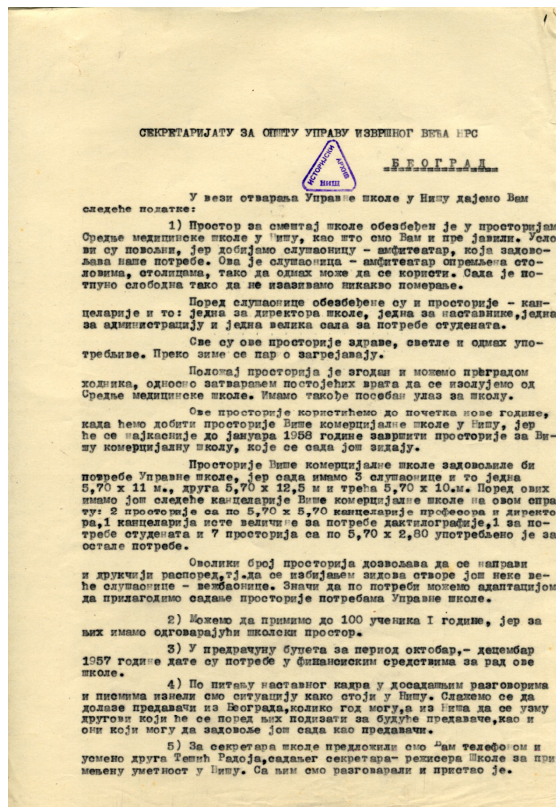 СЕКРЕТАРИЈАТУ ЗА ОПШТУ УПРАВУ ИЗВРШНОГ ВЕЋА НРС
ИСТОРИЈСКИ АРХИВ НИШ
БЕОГРАД
У вези отварања Управне школе у Нишу дајемо Вам
следеће податке:
1) Простор за смештај школе обезбеђен је у просторијам
Средње медицинске школе у Нишу, као што смо Вам и пре јавили. Усло
ви су повољни, јер добијамо слушаоницу - амфитеатар, која задово-
љава наше потребе. Ова је слушаоница - амфитеатар опремљена сто-
ловима, столицама, тако да одмах може да се користи. Сада је по-
тпуно слободна тако да не изазивамо никакво померање.
Поред слушаонице обезбеђене су и просторије - кан-
целарије и то: једна за директора школе, једна за наставнике,једна
за администрацију и једна велика сала за потребе студената.
Све су ове просторије здраве, светле и одмах упо-
требљиве. Преко зиме се пар о загрејавају.
Положај просторија је згодан и можемо преградом
ходника, односно затварањем постојећих врата да се изолујемо од
Средње медицинске школе. Имамо такође посебан улаз за школу.
Ове просторије користићемо до почетка нове године,
када ћемо добити просторије Више комерцијалне школе у Нишу, јер
ће се најкасније до јануара 1958 године завршити просторије за Ви-
шу комерцијалну школу, које се сада још зидају.
Просторије Више комерцијалне школе задовољиле би
потребе Управне школе, јер сада имамо 3 слушаонице и то једна
5,70 х 11 м., друга 5,70 х 12,5 м и трећа 5,70 х 10.м. Поред ових
имамо још следеће канцеларије Више комерцијалне школе на овом спра
ту: 2 просторије са по 5,70 х 5,70 канцеларије професора и директо
ра,1 канцеларија исте величине за потребе дактилографије,1 за по-
требе студената и 7 просторија са по 5,70 х 2,80 употребљено је за
остале потребе.
Оволики број просторија дозвољава да се направи
и друкчији распоред,тј.да се избијањем зидова створе још неке ве-
ће слушаонице - вежбаонице. Значи да по потреби можемо адаптацијом
да прилагодимо садање просторије потребама Управне школе.
2) Можемо да примимо до 100 ученика I године, јер за
њих имамо одговарајући школски простор.
3) У предрачуну буџета за период октобар,- децембар
1957 године дате су потребе у финансиским средствима за рад ове
школе.
4) По питању наставног кадра у досадашњим разговорима
и писмима изнели смо ситуацију како стоји у Нишу. Слажемо се да
долазе предавачи из Београда,колико год могу,а из Ниша да се узму
другови који ће се поред њих подизати за будуће предаваче,као и
они који могу да задовоље још сада као предавачи.
5) За секретара школе предложили смо Вам телефоном и
усмено друга Тешић Радоја,садањег секретара- режисера Школе за при
мењену уметност у Нишу. Са њим смо разговарали и пристао је.